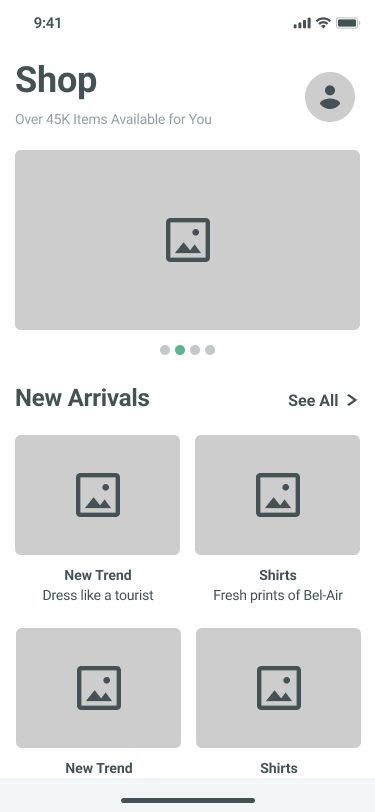 9:41
Shop
Over 45K Items Available for You
New Arrivals
See All
New Trend
Dress like a tourist
Shirts
Fresh prints of Bel-Air
New Trend
Shirts